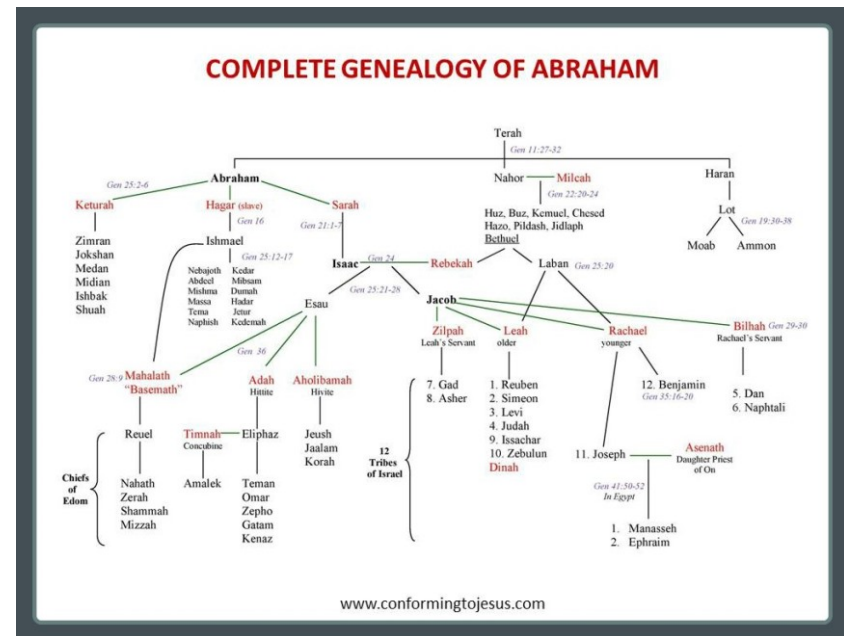 COMPLETE GENEALOGY OF ABRAHAM
Terah
Gen 11:27-32
Abraham
Nahor
Milcah
Haran
Gen 25:2-6
Gen 22:20-24
Keturah
Hagar (slave)
Sarah
Gen 16
Gen 21:1-7
Huz, Buz, Kemuel, Chesed
Hazo, Pildash, Jidlaph
Bethuel
Lot
Gen 19:30-38
Moab
Ammon
Zimran
Jokshan
Medan
Midian
Ishbak
Shuah
Ishmael
Gen 25:12-17
Nebajoth Kedar
Abdeel Mibsam
Mishma Dumah
Massa Hadar
Tema Jetur
Naphish Kedemah
Isaac
Gen 24
Rebekah
Laban
Gen 25:20
Gen 25:21-28
Esau
Jacob
Zilpah
Leah's Servant
Leah
older
Rachael
younger
Bilhah
Gen 29-30
Rachael's Servant
Gen 36
Gen 28:9
Mahalath
"Basemath"
Adah
Hittite
Aholibamah
Hivite
7. Gad
8. Asher
1. Reuben
2. Simeon
3. Levi
4. Judah
9. Issachar
10. Zebulun
Dinah
12. Benjamin
Gen 35:16-20
5. Dan
6. Naphtali
Reuel
Timnah
Concubine
Eliphaz
Jeush
Jaalam
Korah
12
Tribes
of Israel
11. Joseph
Asenath
Daughter Priest
of On
Chiefs
of
Edom
Nahath
Zerah
Shammah
Mizzah
Amalek
Teman
Omar
Zepho
Gatam
Kenaz
Gen 41:50-52
In Egypt
1. Manasseh
2. Ephraim
www.conformingtojesus.com